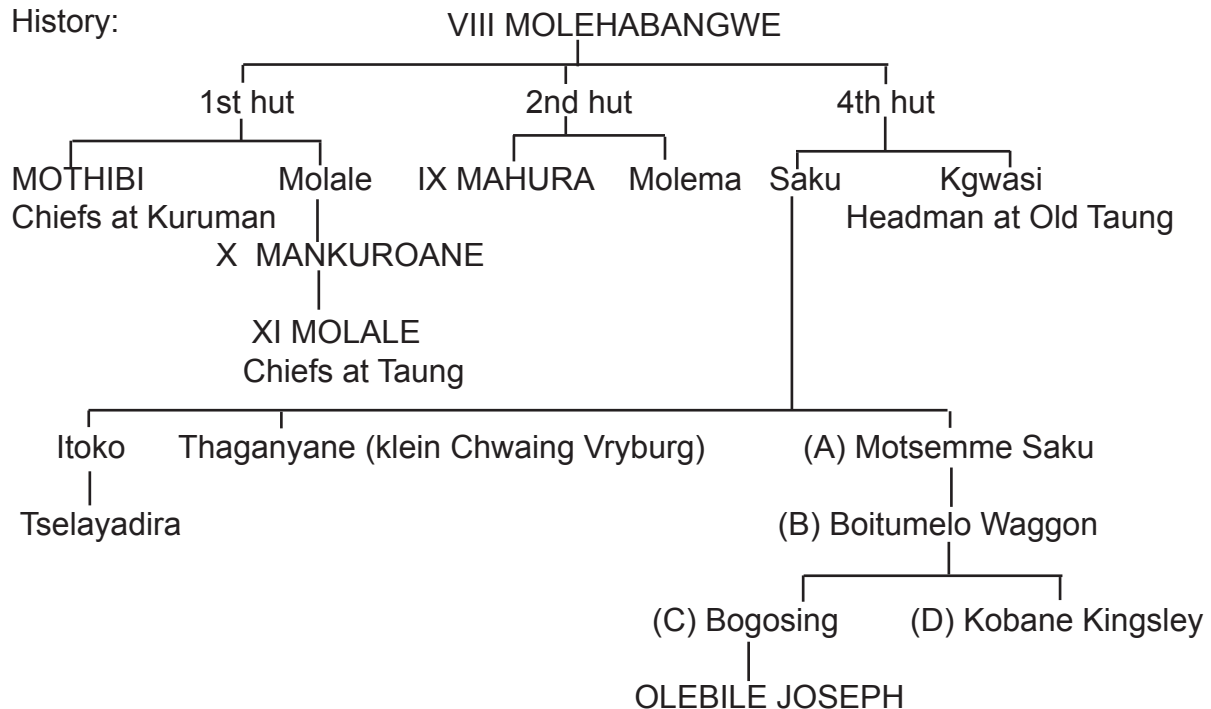 History:
VIII MOLEHABANGWE
1st hut 2nd hut 4th hut
MOTHIBI Molale IX MAHURA Molema Saku Kgwasi
Chiefs at Kuruman Headman at Old Taung
X MANKUROANE
XI MOLALE
Chiefs at Taung
Itoko Thaganyane (klein Chwaing Vryburg) (A) Motsemme Saku
Tselayadira (B) Boitumelo Waggon
(C) Bogosing (D) Kobane Kingsley
OLEBILE JOSEPH